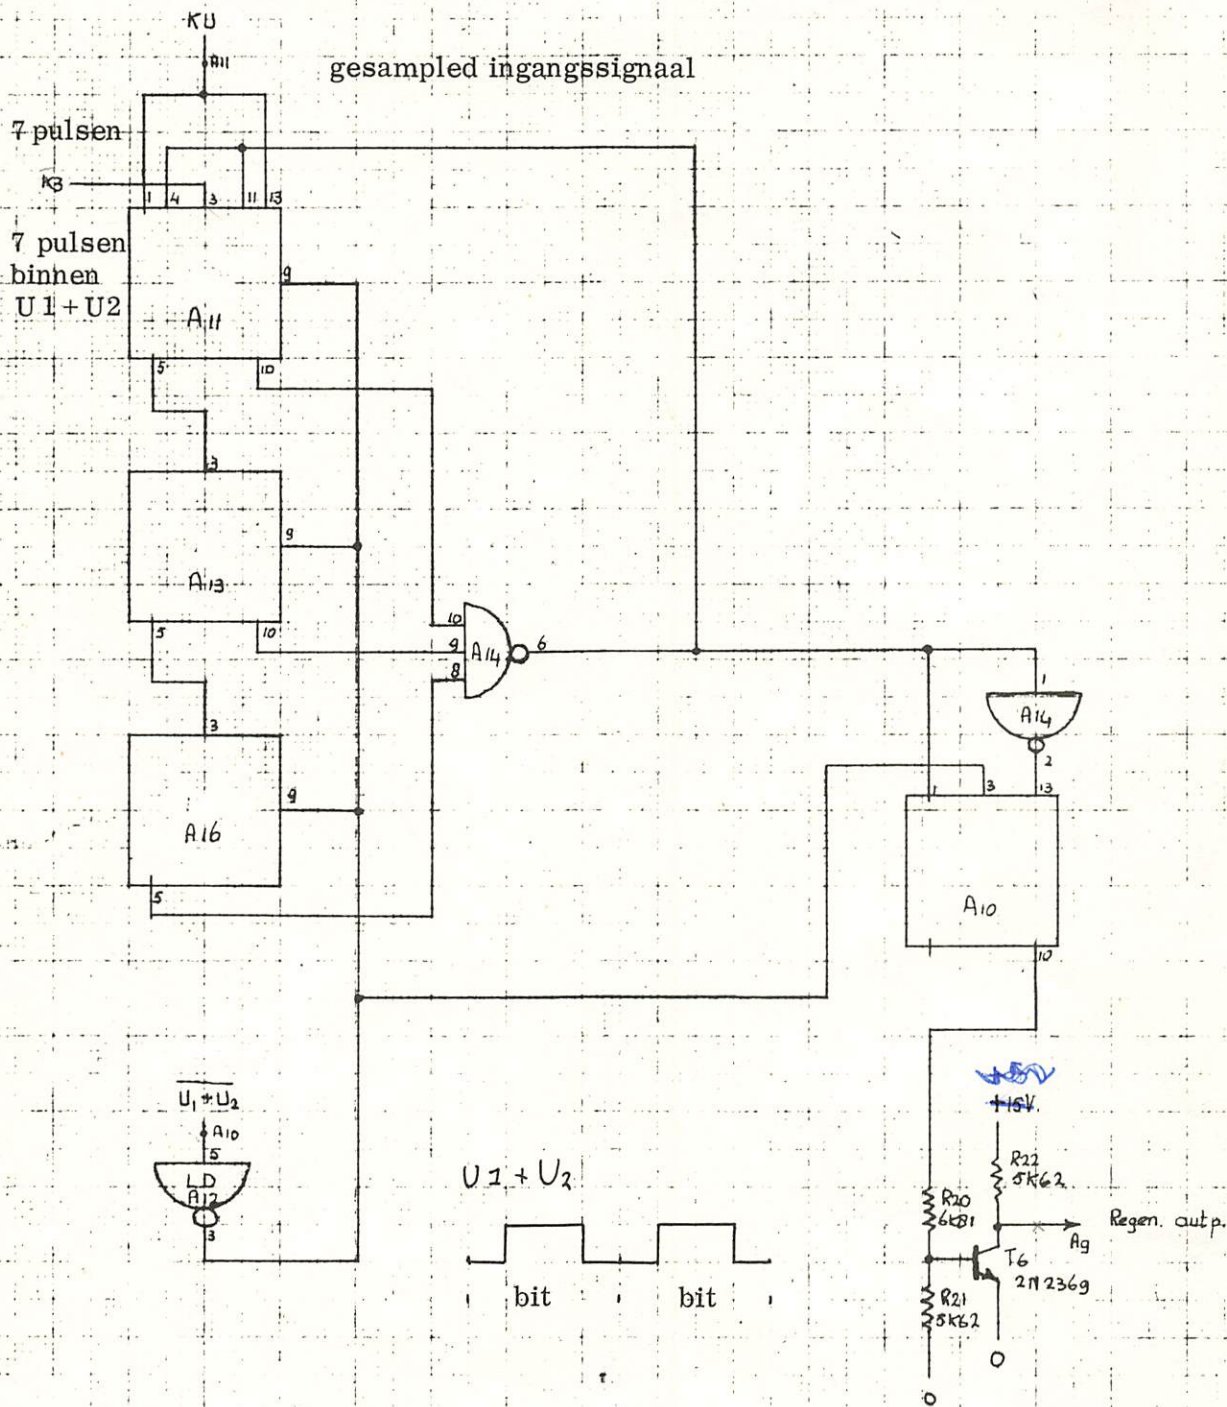 KU
A11
gesampled ingangssignaal
7 pulsen
K3
1 4 3 11 13
7 pulsen
binnen
U1+U2
9
A11
5 10
3
9
A13
5 10
10
9 A14 6
8
3
9
A16
5
1
A14
2
1 3 13
A10
10
U1+U2
A10
5
LD
A12
3
U1+U2
bit bit
+15V.
R22
5K62
R20
6K81
Regen. outp.
A9
T6
2N2369
R21
5K62
0
0